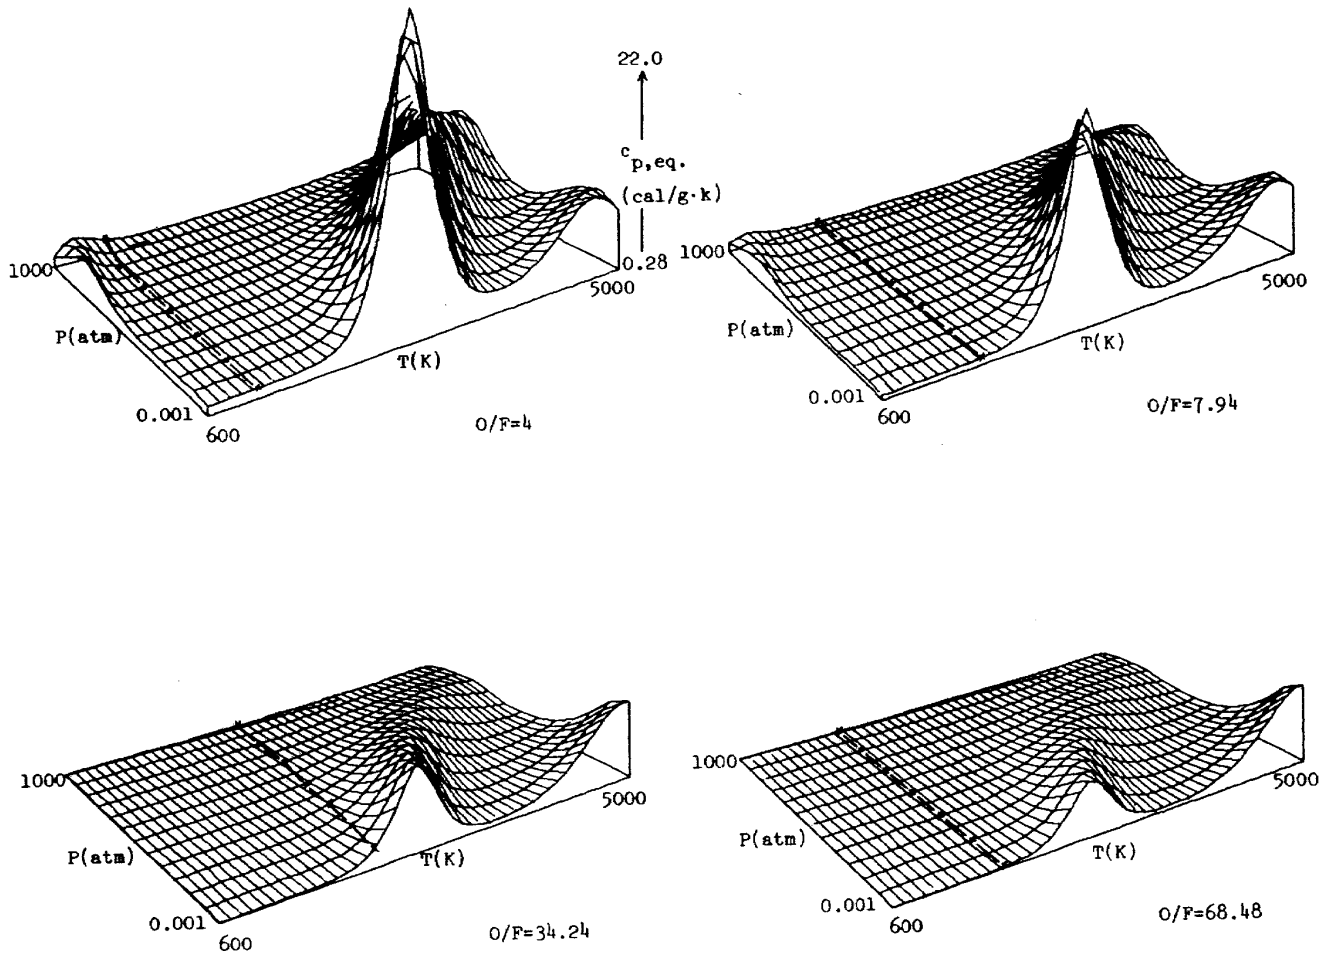 22.0
c p,eq.
(cal/g·k)
0.28
1000
P(atm)
0.001
600
T(K)
5000
O/F=4
1000
P(atm)
0.001
600
T(K)
5000
O/F=7.94
1000
P(atm)
0.001
600
T(K)
5000
O/F=34.24
1000
P(atm)
0.001
600
T(K)
5000
O/F=68.48